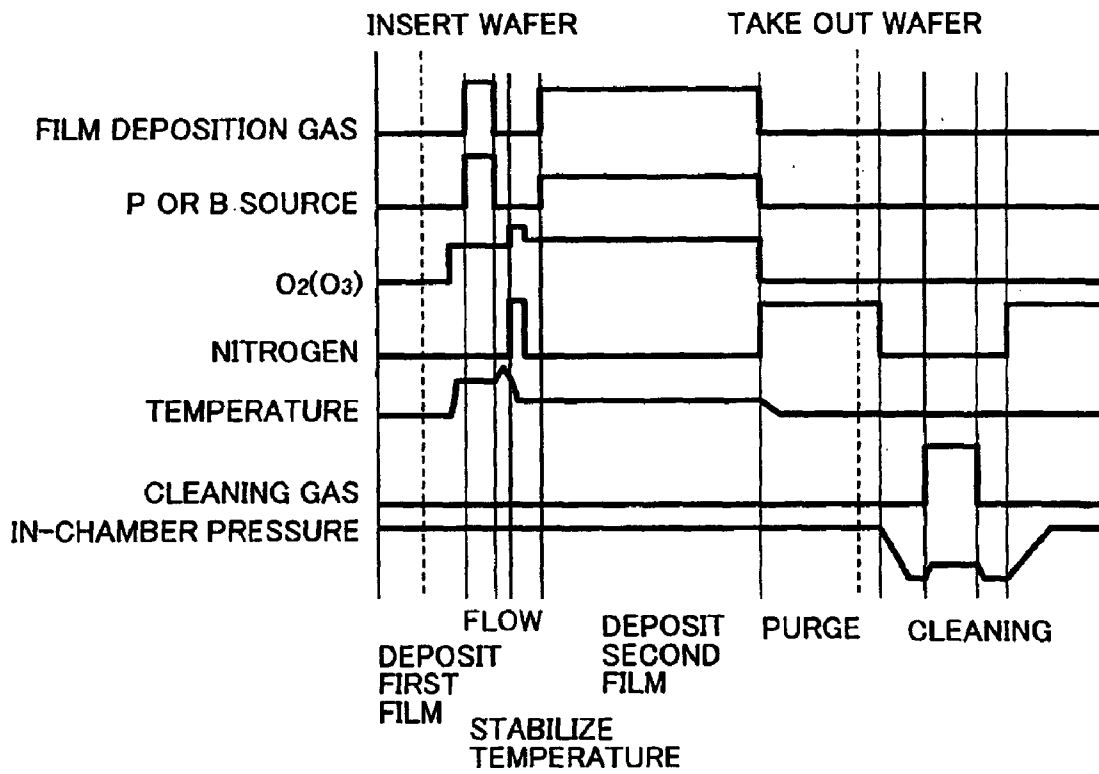 INSERT WAFER
TAKE OUT WAFER
FILM DEPOSITION GAS
P OR B SOURCE
O2(O3)
NITROGEN
TEMPERATURE
CLEANING GAS
IN-CHAMBER PRESSURE
FLOW
DEPOSIT
SECOND
FILM
PURGE
CLEANING
DEPOSIT
FIRST
FILM
STABILIZE
TEMPERATURE